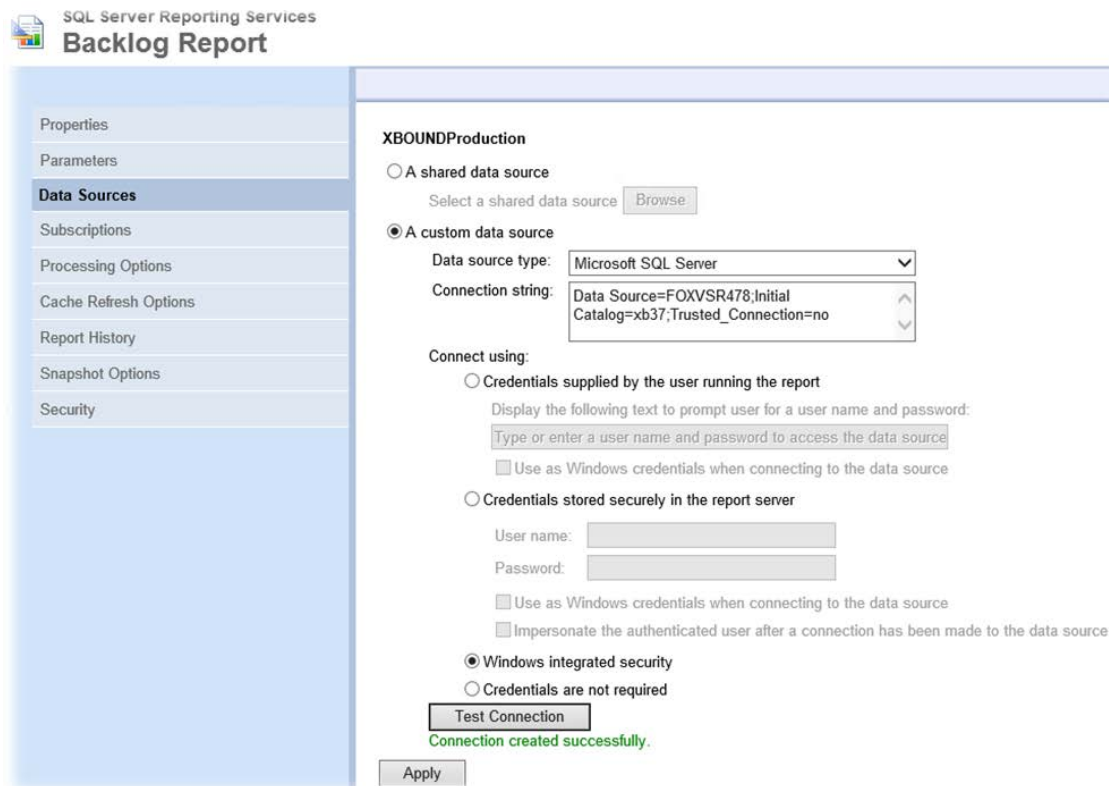 SQL Server Reporting Services
Backlog Report
Properties
Parameters
Data Sources
Subscriptions
Processing Options
Cache Refresh Options
Report History
Snapshot Options
Security
XBOUNDProduction
A shared data source
Select a shared data source Browse
A custom data source
Data source type: Microsoft SQL Server
Connection string: Data Source=FOXVSR478;Initial
Catalog=xb37;Trusted_Connection=no
Connect using:
Credentials supplied by the user running the report
Display the following text to prompt user for a user name and password:
Type or enter a user name and password to access the data source
Use as Windows credentials when connecting to the data source
Credentials stored securely in the report server
User name:
Password:
Use as Windows credentials when connecting to the data source
Impersonate the authenticated user after a connection has been made to the data source
Windows integrated security
Credentials are not required
Test Connection
Connection created successfully.
Apply